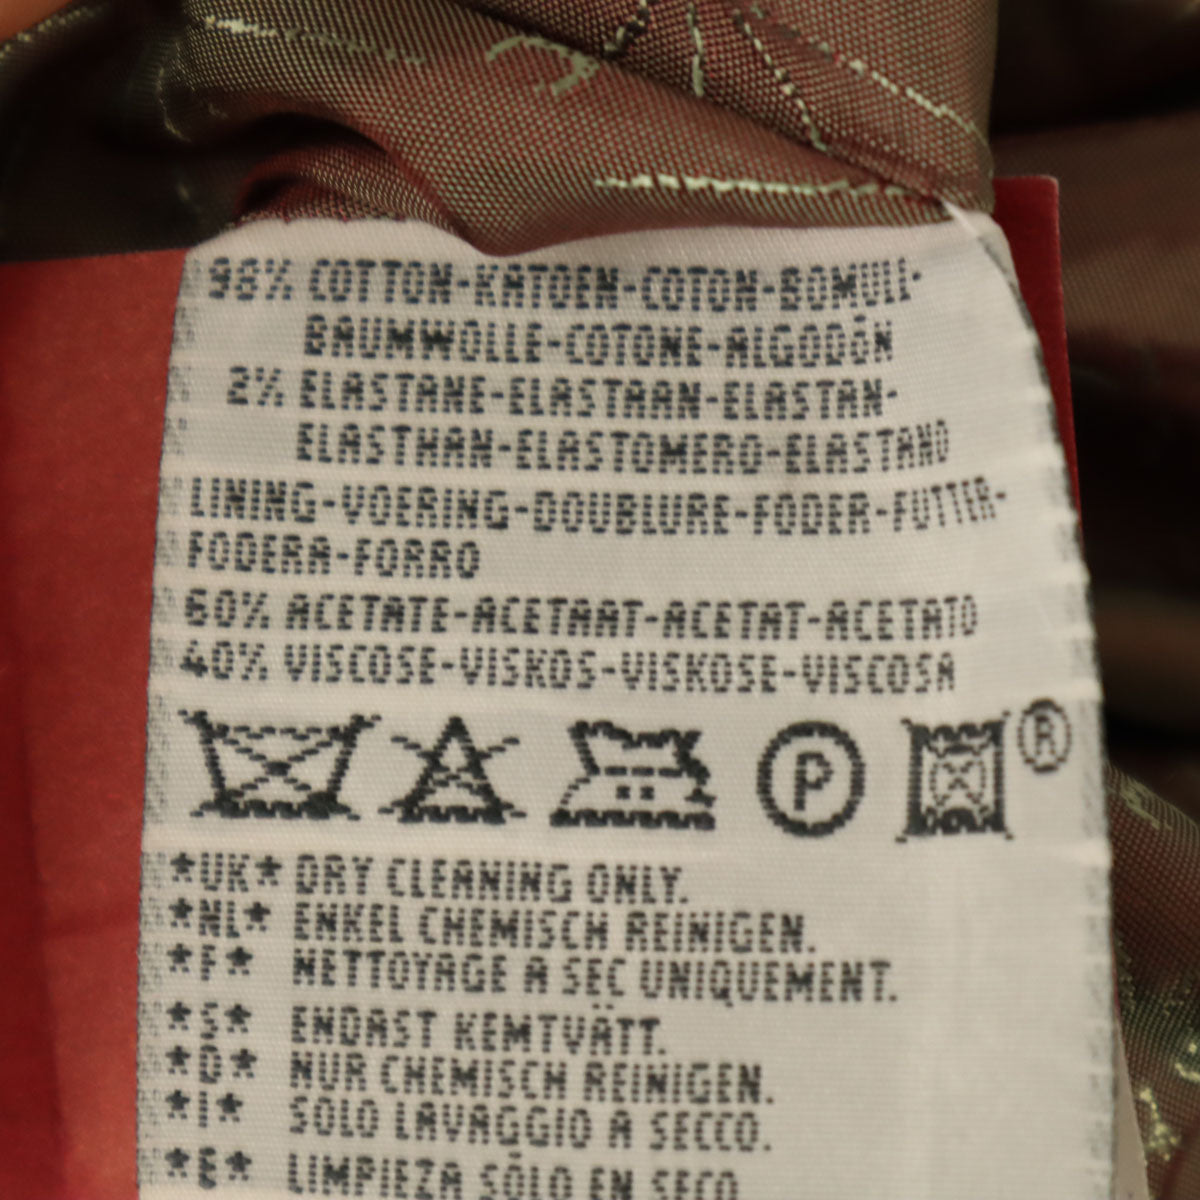 98% COTTON-KATOEN-COTON-BOMULL-
BAUMWOLLE-COTONE-ALGODÓN
2% ELASTANE-ELASTAAN-ELASTAN-
ELASTHAN-ELASTOMERO-ELASTANO
LINING-VOERING-DOUBLURE-FODER-FUTTER-
FODERA-FORRO
60% ACETATE-ACETAAT-ACETAT-ACETATO
40% VISCOSE-VISKOS-VISKOSE-VISCOSA
P ®
*UK* DRY CLEANING ONLY.
*NL* ENKEL CHEMISCH REINIGEN.
*F* NETTOYAGE A SEC UNIQUEMENT.
*S* ENDAST KEMTVÄTT.
*D* NUR CHEMISCH REINIGEN.
*I* SOLO LAVAGGIO A SECCO.
*E* LIMPIEZA SÓLO EN SECO